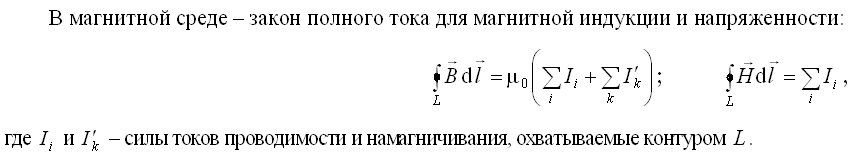 В магнитной среде – закон полного тока для магнитной индукции и напряженности:
∮_L B⃗ dl⃗ = μ₀(∑_i I_i + ∑_k I′_k); ∮_L H⃗ dl⃗ = ∑_i I_i ,
где I_i и I′_k – силы токов проводимости и намагничивания, охватываемые контуром L .